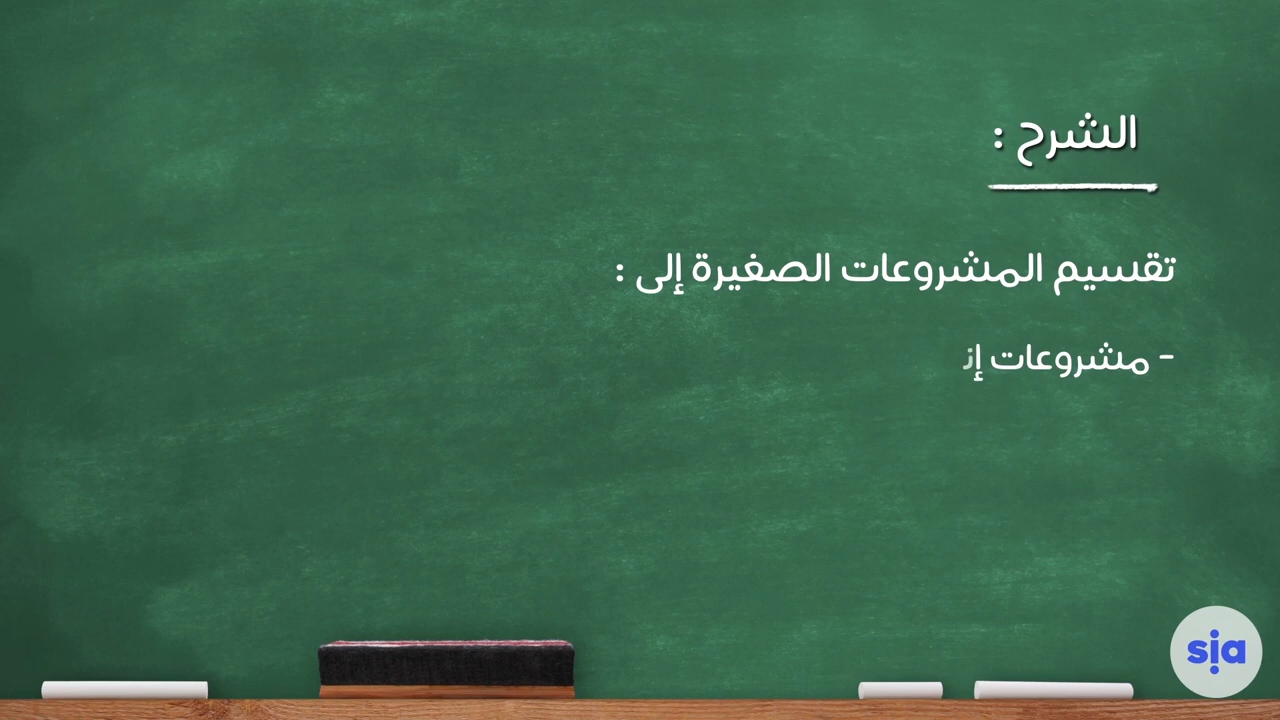 الشرح :
تقسيم المشروعات الصغيرة إلى :
- مشروعات
sia